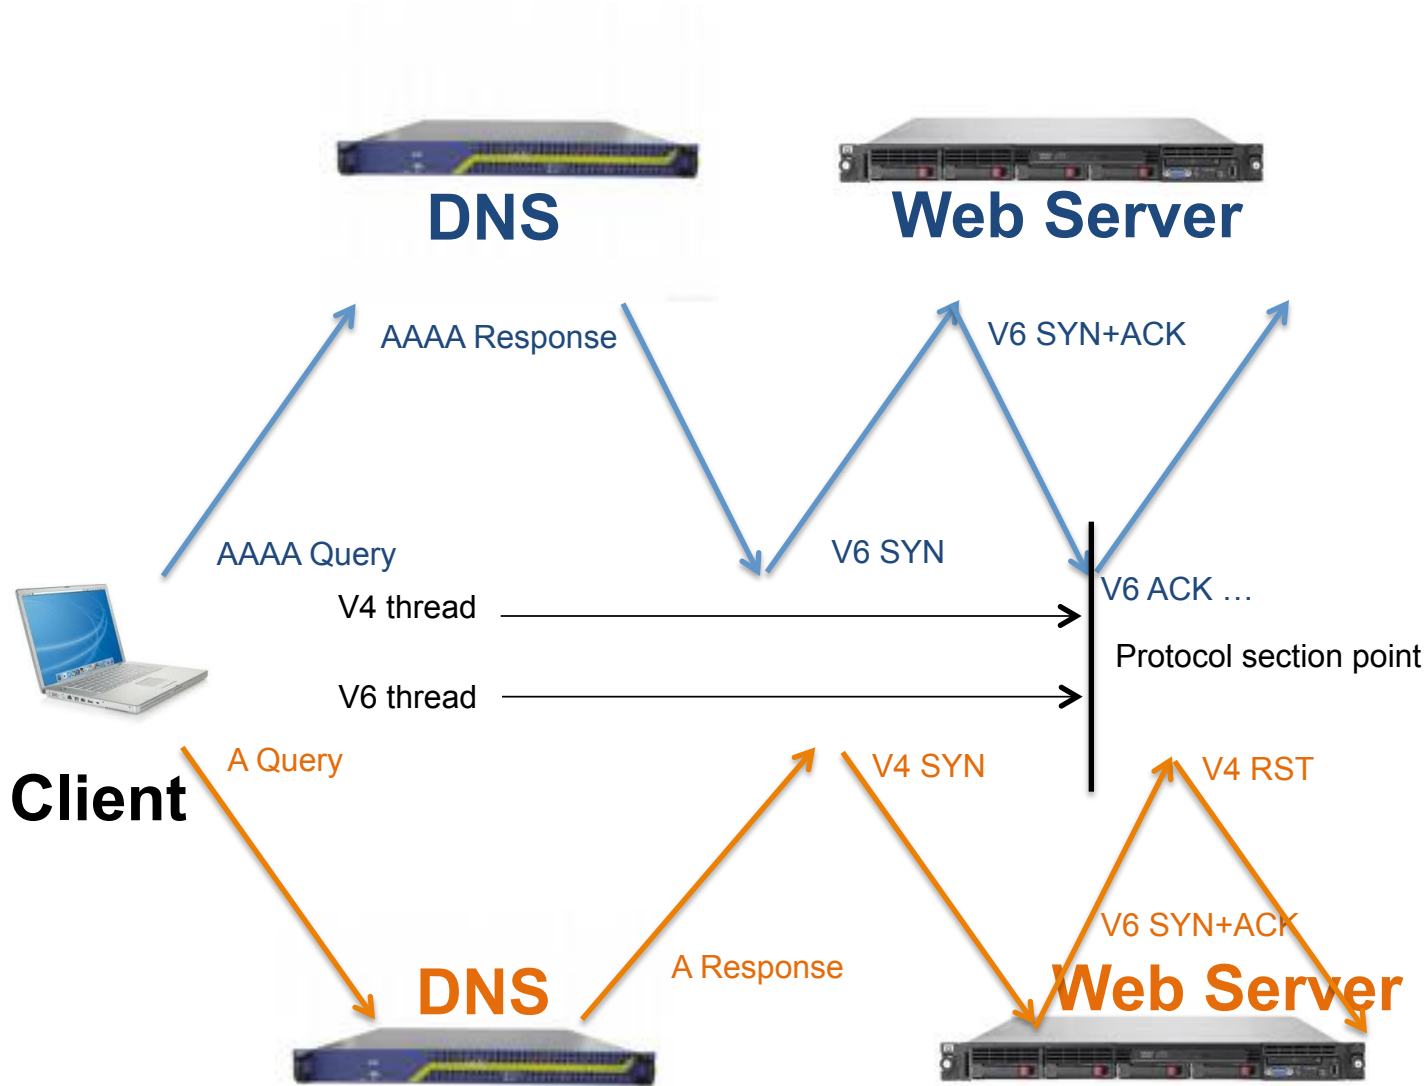 DNS
Web Server
AAAA Response
V6 SYN+ACK
AAAA Query
V6 SYN
V6 ACK …
V4 thread
Protocol section point
V6 thread
A Query
V4 SYN
V4 RST
Client
V6 SYN+ACK
A Response
DNS
Web Server